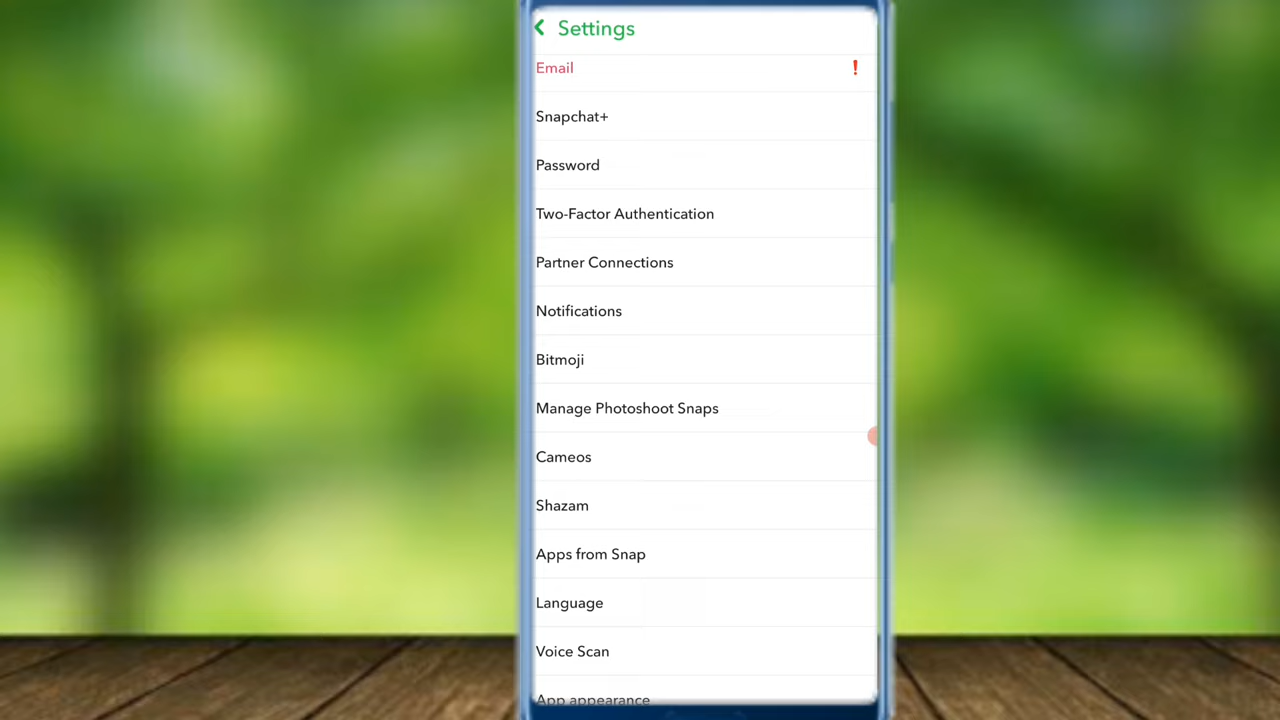 Settings
Email
Snapchat+
Password
Two-Factor Authentication
Partner Connections
Notifications
Bitmoji
Manage Photoshoot Snaps
Cameos
Shazam
Apps from Snap
Language
Voice Scan
App appearance